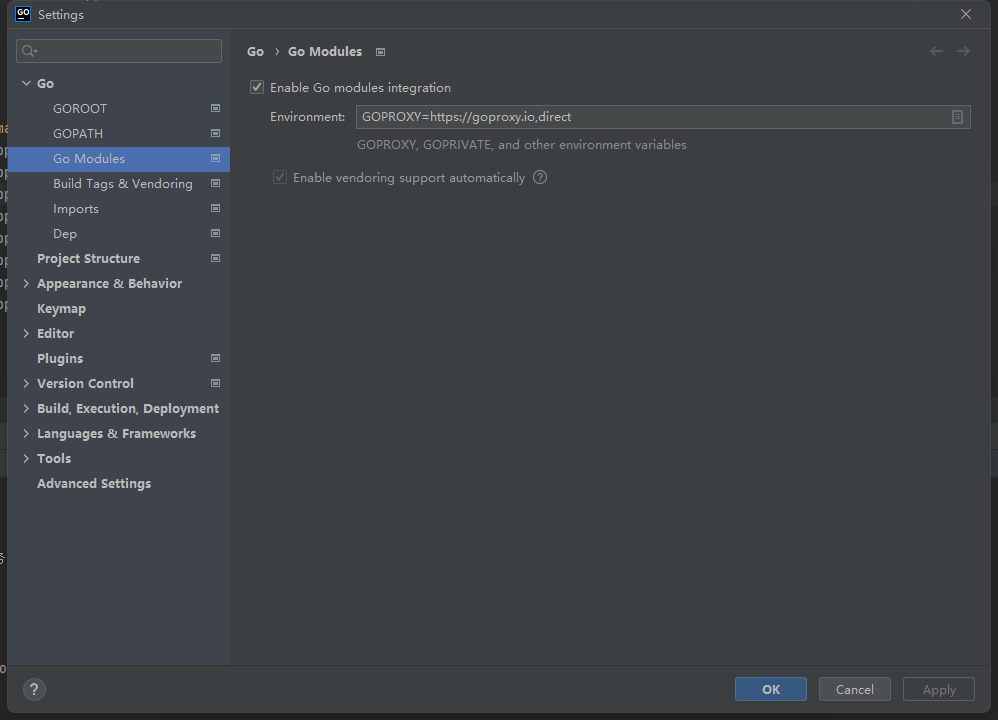 GO
Settings
Go
GOROOT
GOPATH
Go Modules
Build Tags & Vendoring
Imports
Dep
Project Structure
Appearance & Behavior
Keymap
Editor
Plugins
Version Control
Build, Execution, Deployment
Languages & Frameworks
Tools
Advanced Settings
Go › Go Modules
Enable Go modules integration
Environment: GOPROXY=https://goproxy.io,direct
GOPROXY, GOPRIVATE, and other environment variables
Enable vendoring support automatically ?
?
OK Cancel Apply